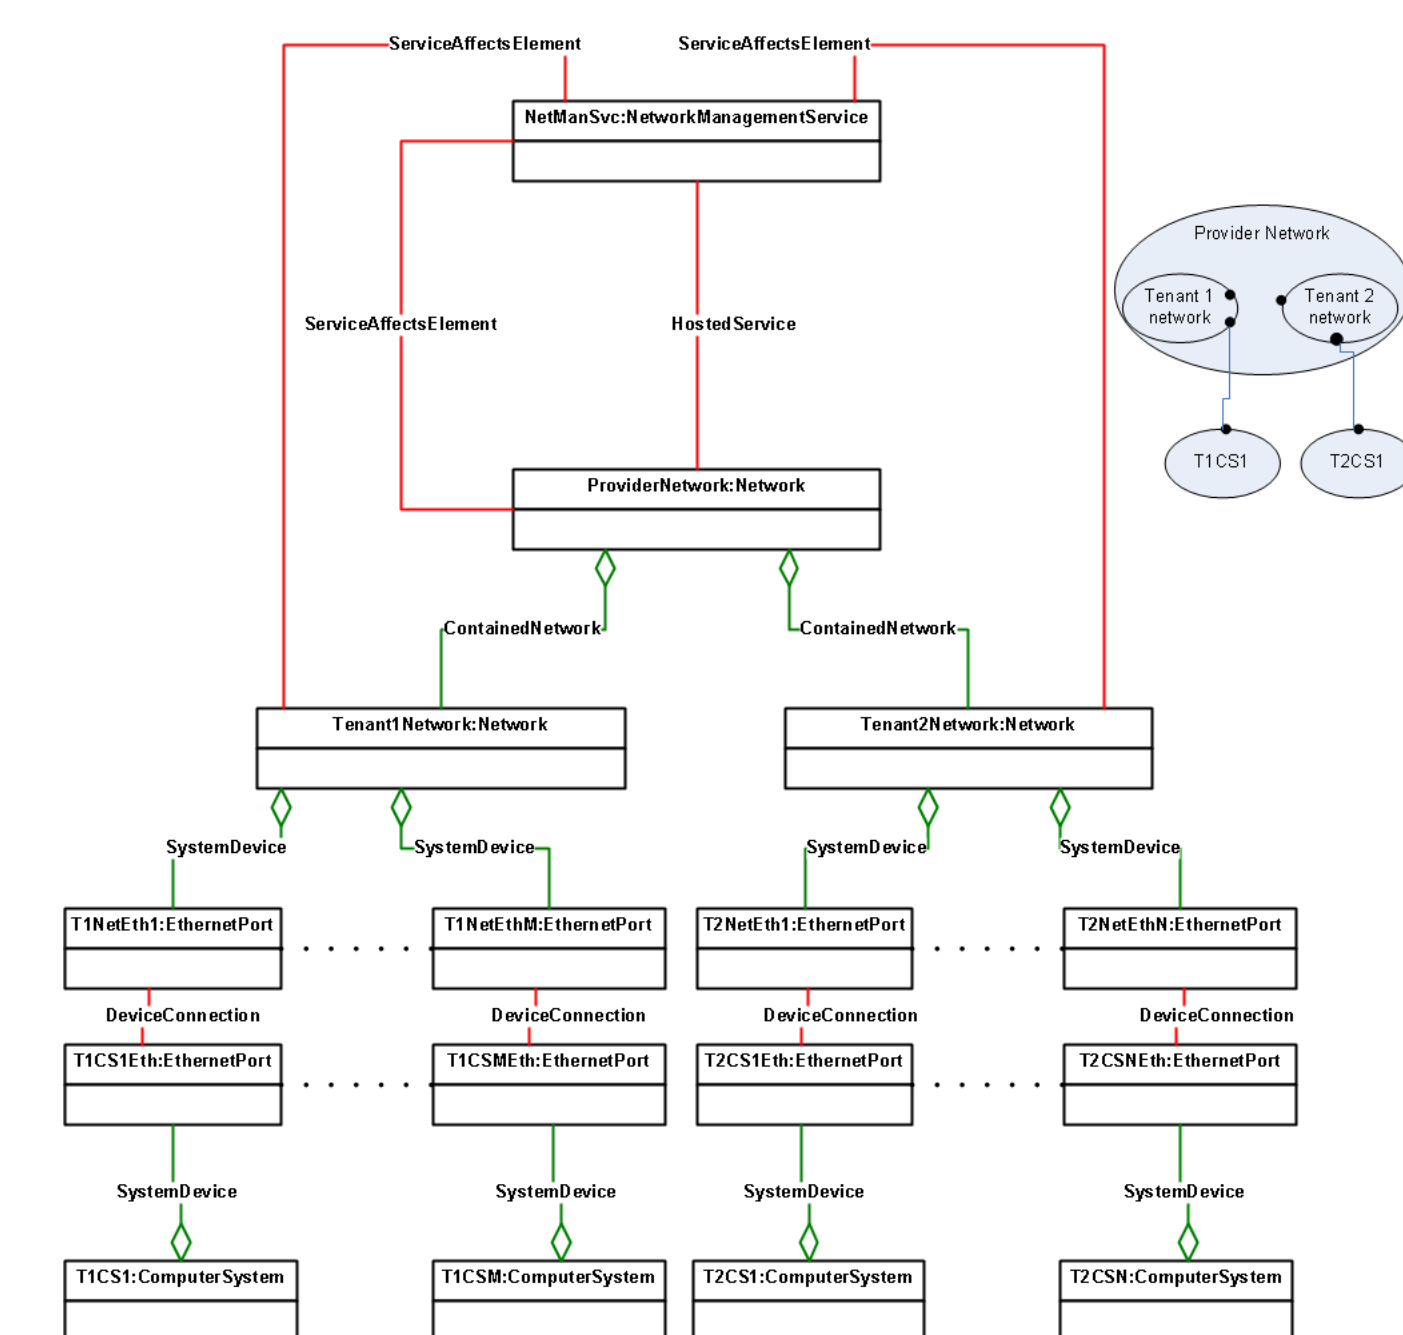 ServiceAffectsElement
ServiceAffectsElement
NetManSvc:NetworkManagementService
Provider Network
Tenant 1
network
Tenant 2
network
ServiceAffectsElement
HostedService
T1CS1
T2CS1
ProviderNetwork:Network
ContainedNetwork
ContainedNetwork
Tenant1Network:Network
Tenant2Network:Network
SystemDevice
SystemDevice
SystemDevice
SystemDevice
T1NetEth1:EthernetPort
T1NetEthM:EthernetPort
T2NetEth1:EthernetPort
T2NetEthN:EthernetPort
DeviceConnection
DeviceConnection
DeviceConnection
DeviceConnection
T1CS1Eth:EthernetPort
T1CSMEth:EthernetPort
T2CS1Eth:EthernetPort
T2CSNEth:EthernetPort
SystemDevice
SystemDevice
SystemDevice
SystemDevice
T1CS1:ComputerSystem
T1CSM:ComputerSystem
T2CS1:ComputerSystem
T2CSN:ComputerSystem